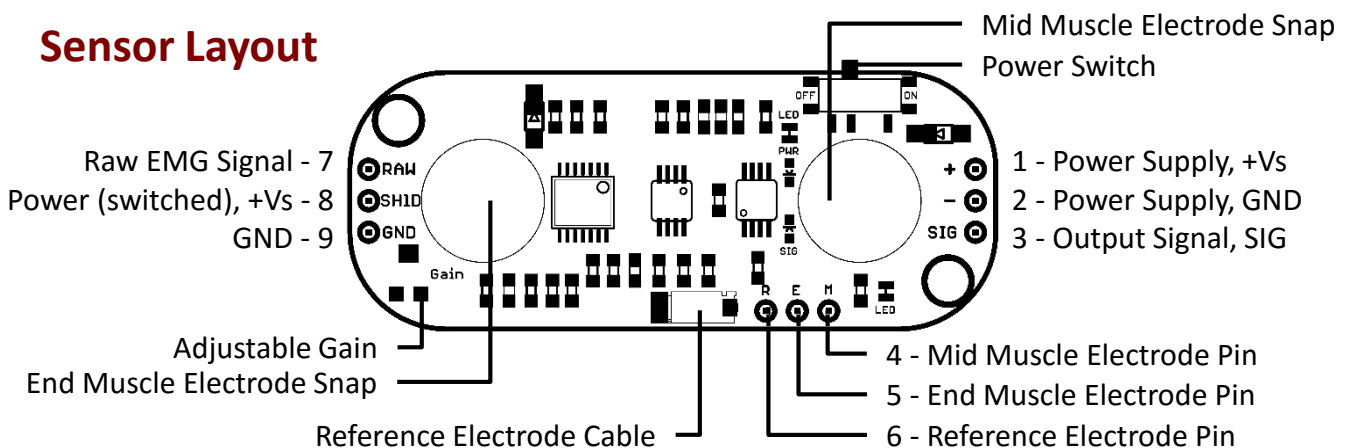 Sensor Layout
Mid Muscle Electrode Snap
Power Switch
OFF
ON
LED
PWR
Raw EMG Signal - 7
RAW
+
1 - Power Supply, +Vs
Power (switched), +Vs - 8
SHID
-
2 - Power Supply, GND
GND - 9
GND
SIG
3 - Output Signal, SIG
SIG
Gain
R E M
LED
Adjustable Gain
4 - Mid Muscle Electrode Pin
End Muscle Electrode Snap
5 - End Muscle Electrode Pin
Reference Electrode Cable
6 - Reference Electrode Pin